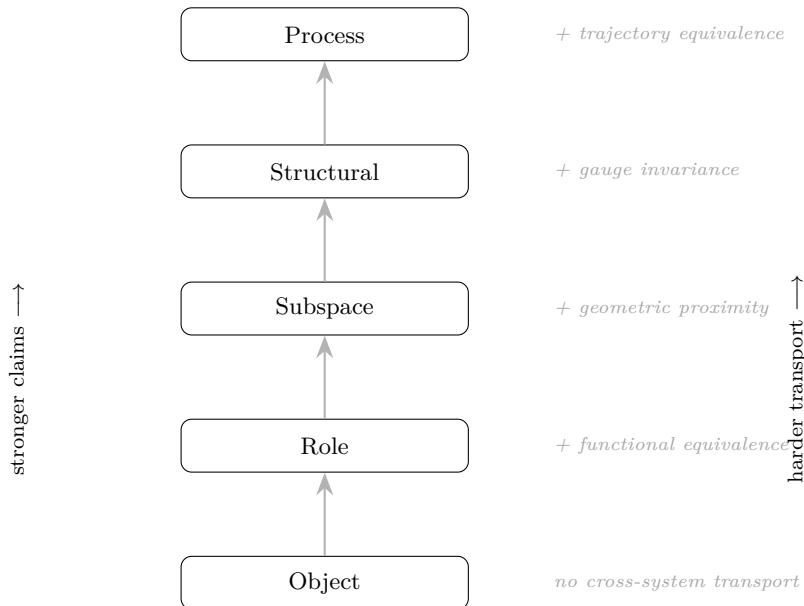 Process
+ trajectory equivalence
Structural
+ gauge invariance
Subspace
+ geometric proximity
Role
+ functional equivalence
Object
no cross-system transport
stronger claims ⟶
harder transport ⟶